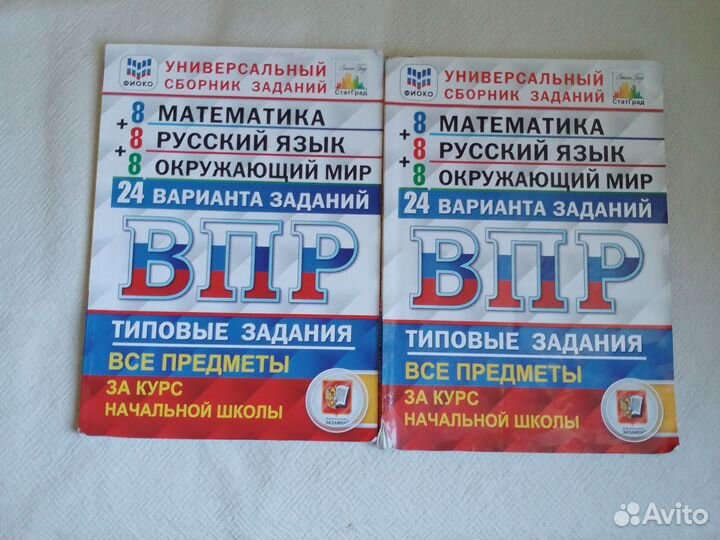 ФИОКО
УНИВЕРСАЛЬНЫЙ
СБОРНИК ЗАДАНИЙ
СтатГрад
8 МАТЕМАТИКА
+ 8 РУССКИЙ ЯЗЫК
+ 8 ОКРУЖАЮЩИЙ МИР
24 ВАРИАНТА ЗАДАНИЙ
ВПР
ТИПОВЫЕ ЗАДАНИЯ
ВСЕ ПРЕДМЕТЫ
ЗА КУРС
НАЧАЛЬНОЙ ШКОЛЫ
ЭКЗАМЕН
ФИОКО
УНИВЕРСАЛЬНЫЙ
СБОРНИК ЗАДАНИЙ
СтатГрад
8 МАТЕМАТИКА
+ 8 РУССКИЙ ЯЗЫК
+ 8 ОКРУЖАЮЩИЙ МИР
24 ВАРИАНТА ЗАДАНИЙ
ВПР
ТИПОВЫЕ ЗАДАНИЯ
ВСЕ ПРЕДМЕТЫ
ЗА КУРС
НАЧАЛЬНОЙ ШКОЛЫ
ЭКЗАМЕН
Avito